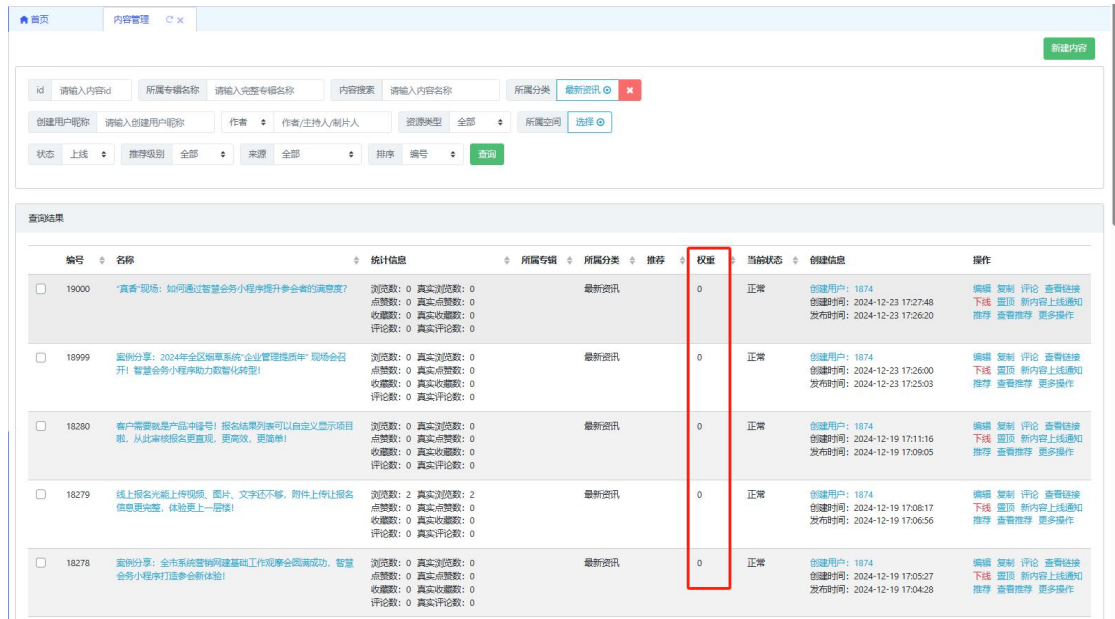 首页 内容管理
新建内容
id 请输入内容id 所属专辑名称 请输入完整专辑名称 内容搜索 请输入内容名称 所属分类 最新资讯
创建用户昵称 请输入创建用户昵称 作者 作者/主持人/制片人 资源类型 全部 所属空间 选择
状态 上线 推荐级别 全部 来源 全部 排序 编号 查询
查询结果
编号 名称 统计信息 所属专辑 所属分类 推荐 权重 当前状态 创建信息 操作
19000 “真香”现场：如何通过智慧会务小程序提升参会者的满意度？ 浏览数：0 真实浏览数：0 最新资讯 0 正常 创建用户：1874 编辑 复制 评论 查看链接
点赞数：0 真实点赞数：0 创建时间：2024-12-23 17:27:48 下线 置顶 新内容上线通知
收藏数：0 真实收藏数：0 发布时间：2024-12-23 17:26:20 推荐 查看推荐 更多操作
评论数：0 真实评论数：0
18999 案例分享：2024年全区烟草系统“企业管理提质年” 现场会召 浏览数：0 真实浏览数：0 最新资讯 0 正常 创建用户：1874 编辑 复制 评论 查看链接
开！智慧会务小程序助力数智化转型！ 点赞数：0 真实点赞数：0 创建时间：2024-12-23 17:26:00 下线 置顶 新内容上线通知
收藏数：0 真实收藏数：0 发布时间：2024-12-23 17:25:03 推荐 查看推荐 更多操作
评论数：0 真实评论数：0
18280 客户需要就是产品冲锋号！报名结果列表可以自定义显示项目 浏览数：0 真实浏览数：0 最新资讯 0 正常 创建用户：1874 编辑 复制 评论 查看链接
啦，从此审核报名更直观、更高效、更简单！ 点赞数：0 真实点赞数：0 创建时间：2024-12-19 17:11:16 下线 置顶 新内容上线通知
收藏数：0 真实收藏数：0 发布时间：2024-12-19 17:09:05 推荐 查看推荐 更多操作
评论数：0 真实评论数：0
18279 线上报名光能上传视频、图片、文字还不够，附件上传让报名 浏览数：2 真实浏览数：2 最新资讯 0 正常 创建用户：1874 编辑 复制 评论 查看链接
信息更完整，体验更上一层楼！ 点赞数：0 真实点赞数：0 创建时间：2024-12-19 17:08:17 下线 置顶 新内容上线通知
收藏数：0 真实收藏数：0 发布时间：2024-12-19 17:06:56 推荐 查看推荐 更多操作
评论数：0 真实评论数：0
18278 案例分享：全市系统营销网建基础工作观摩会圆满成功，智慧 浏览数：0 真实浏览数：0 最新资讯 0 正常 创建用户：1874 编辑 复制 评论 查看链接
会务小程序打造参会新体验！ 点赞数：0 真实点赞数：0 创建时间：2024-12-19 17:05:27 下线 置顶 新内容上线通知
收藏数：0 真实收藏数：0 发布时间：2024-12-19 17:04:28 推荐 查看推荐 更多操作
评论数：0 真实评论数：0